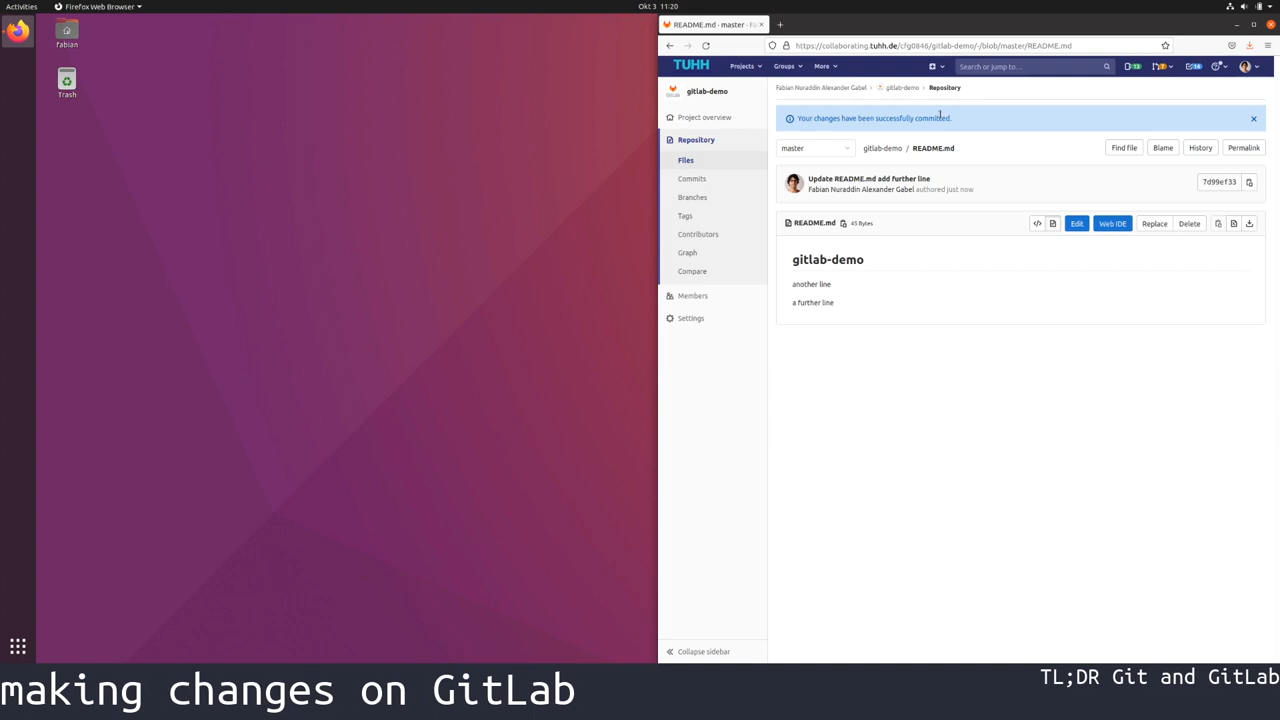 Activities
Firefox Web Browser
Okt 3 11:20
fabian
Trash
README.md · master ·
https://collaborating.tuhh.de/cfg0846/gitlab-demo/-/blob/master/README.md
TUHH
Projects
Groups
More
Search or jump to…
13
7
14
gitlab-demo
Project overview
Repository
Files
Commits
Branches
Tags
Contributors
Graph
Compare
Members
Settings
Collapse sidebar
Fabian Nuraddin Alexander Gabel › gitlab-demo › Repository
Your changes have been successfully committed.
master
gitlab-demo / README.md
Find file
Blame
History
Permalink
Update README.md add further line
Fabian Nuraddin Alexander Gabel authored just now
7d99ef33
README.md
45 Bytes
Edit
Web IDE
Replace
Delete
gitlab-demo
another line
a further line
making changes on GitLab
TL;DR Git and GitLab